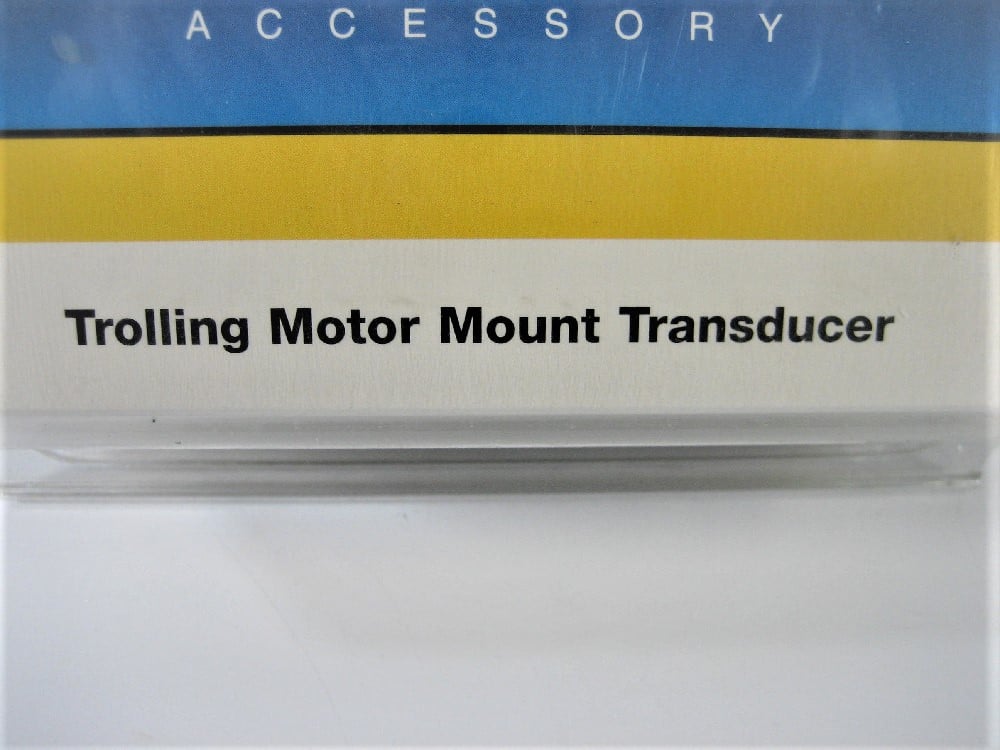 ACCESSORY
Trolling Motor Mount Transducer